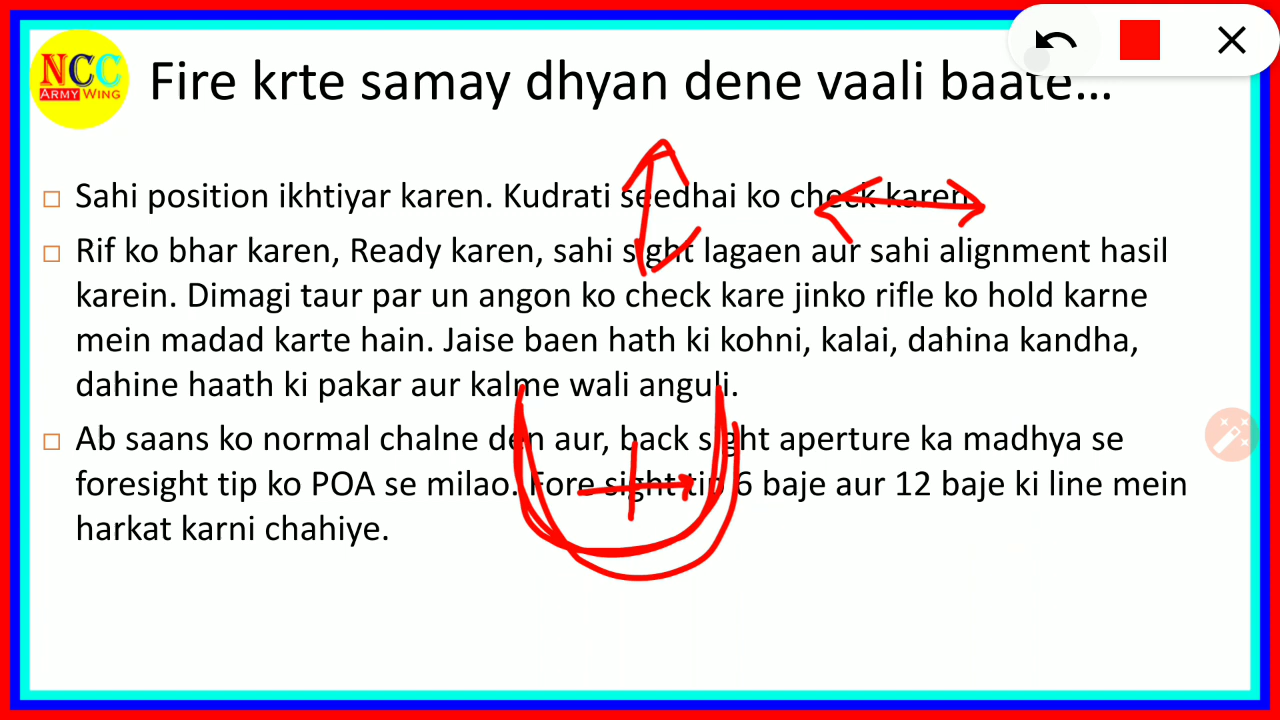 NCC
ARMY WING
Fire krte samay dhyan dene vaali baate...
Sahi position ikhtiyar karen. Kudrati seedhai ko check karen.
Rif ko bhar karen, Ready karen, sahi sight lagaen aur sahi alignment hasil
karein. Dimagi taur par un angon ko check kare jinko rifle ko hold karne
mein madad karte hain. Jaise baen hath ki kohni, kalai, dahina kandha,
dahine haath ki pakar aur kalme wali anguli.
Ab saans ko normal chalne den aur, back sight aperture ka madhya se
foresight tip ko POA se milao. Fore sight tip 6 baje aur 12 baje ki line mein
harkat karni chahiye.